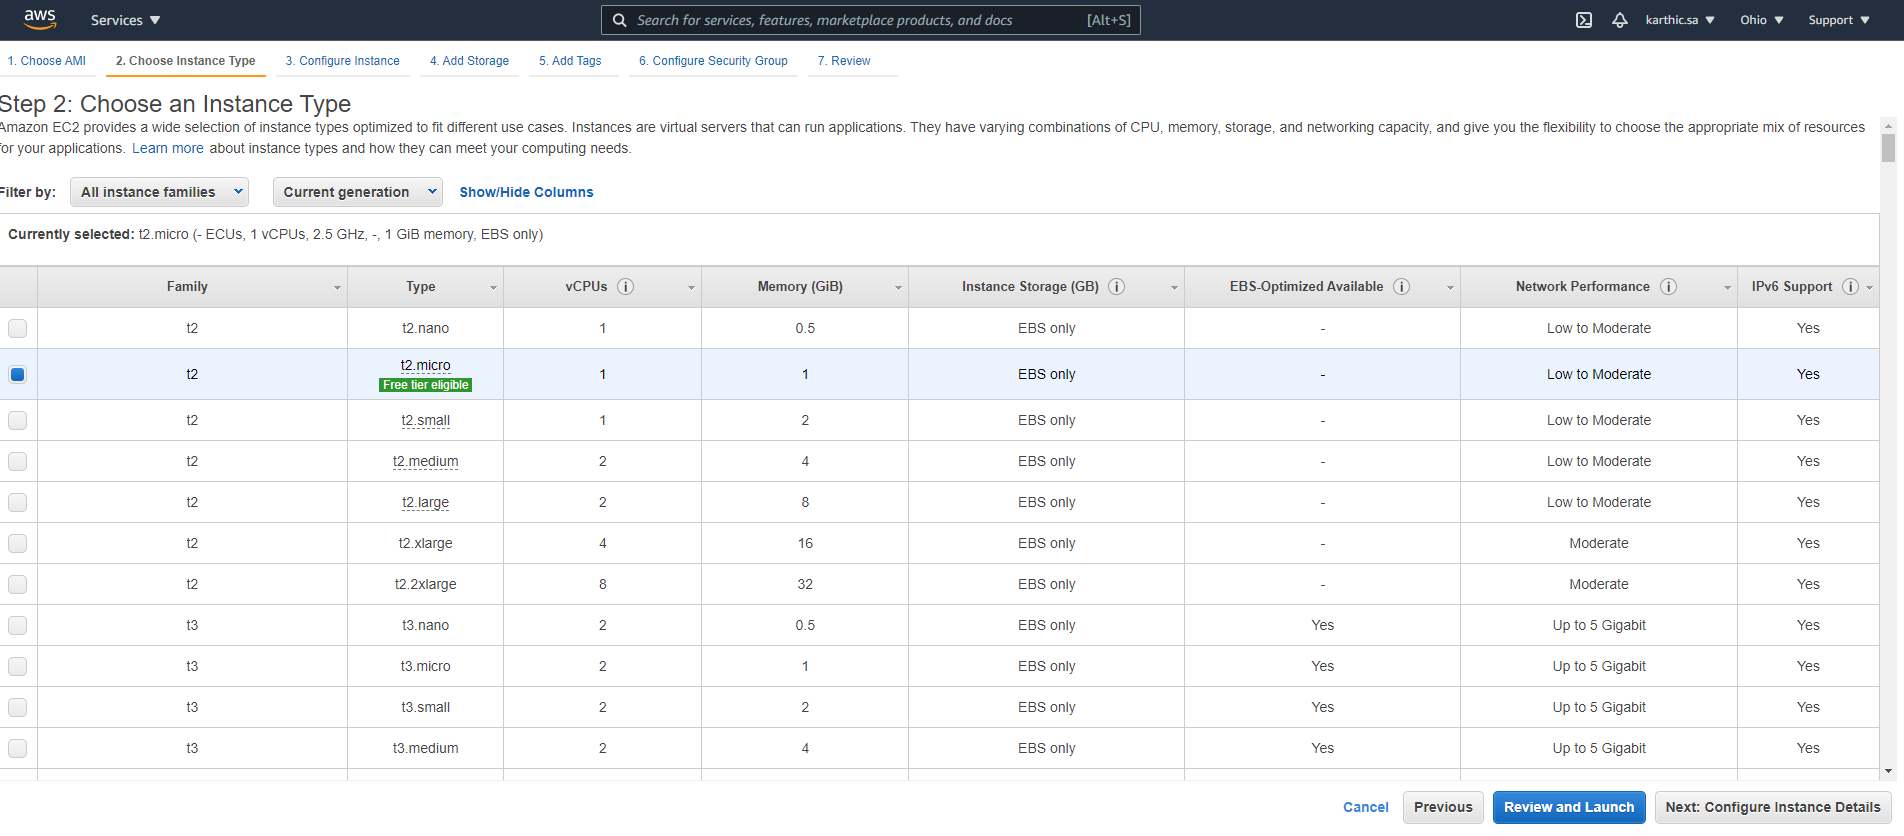 aws Services Search for services, features, marketplace products, and docs [Alt+S] karthic.sa Ohio Support
1. Choose AMI 2. Choose Instance Type 3. Configure Instance 4. Add Storage 5. Add Tags 6. Configure Security Group 7. Review
Step 2: Choose an Instance Type
Amazon EC2 provides a wide selection of instance types optimized to fit different use cases. Instances are virtual servers that can run applications. They have varying combinations of CPU, memory, storage, and networking capacity, and give you the flexibility to choose the appropriate mix of resources
for your applications. Learn more about instance types and how they can meet your computing needs.
Filter by: All instance families Current generation Show/Hide Columns
Currently selected: t2.micro (- ECUs, 1 vCPUs, 2.5 GHz, -, 1 GiB memory, EBS only)
Family Type vCPUs i Memory (GiB) Instance Storage (GB) i EBS-Optimized Available i Network Performance i IPv6 Support i
t2 t2.nano 1 0.5 EBS only - Low to Moderate Yes
t2 t2.micro 1 1 EBS only - Low to Moderate Yes
Free tier eligible
t2 t2.small 1 2 EBS only - Low to Moderate Yes
t2 t2.medium 2 4 EBS only - Low to Moderate Yes
t2 t2.large 2 8 EBS only - Low to Moderate Yes
t2 t2.xlarge 4 16 EBS only - Moderate Yes
t2 t2.2xlarge 8 32 EBS only - Moderate Yes
t3 t3.nano 2 0.5 EBS only Yes Up to 5 Gigabit Yes
t3 t3.micro 2 1 EBS only Yes Up to 5 Gigabit Yes
t3 t3.small 2 2 EBS only Yes Up to 5 Gigabit Yes
t3 t3.medium 2 4 EBS only Yes Up to 5 Gigabit Yes
Cancel Previous Review and Launch Next: Configure Instance Details